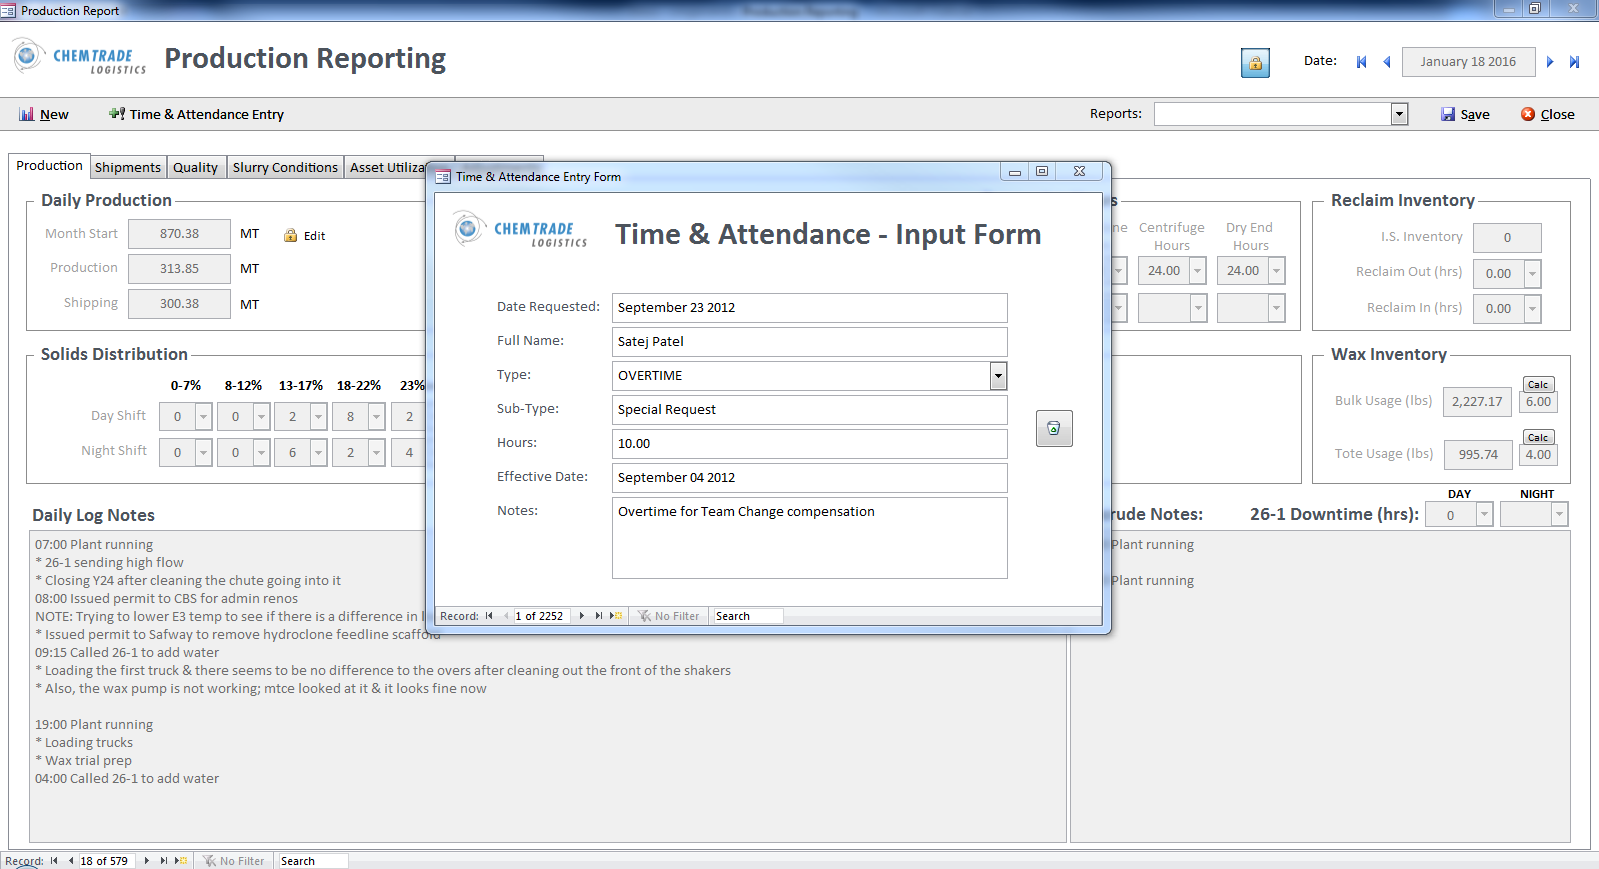 Production Report
CHEMTRADE
LOGISTICS
Production Reporting
Date:
January 18 2016
New
Time & Attendance Entry
Reports:
Save
Close
Production
Shipments
Quality
Slurry Conditions
Asset Utiliza
Daily Production
Month Start
870.38
MT
Edit
Production
313.85
MT
Shipping
300.38
MT
Solids Distribution
0-7%
8-12%
13-17%
18-22%
23%
Day Shift
0
0
2
8
2
Night Shift
0
0
6
2
4
Time & Attendance Entry Form
CHEMTRADE
LOGISTICS
Time & Attendance - Input Form
Date Requested:
September 23 2012
Full Name:
Satej Patel
Type:
OVERTIME
Sub-Type:
Special Request
Hours:
10.00
Effective Date:
September 04 2012
Notes:
Overtime for Team Change compensation
Record:
1 of 2252
No Filter
Search
s
ne
Centrifuge
Hours
Dry End
Hours
24.00
24.00
Reclaim Inventory
I.S. Inventory
0
Reclaim Out (hrs)
0.00
Reclaim In (hrs)
0.00
Wax Inventory
Bulk Usage (lbs)
2,227.17
Calc
6.00
Tote Usage (lbs)
995.74
Calc
4.00
Daily Log Notes
07:00 Plant running
* 26-1 sending high flow
* Closing Y24 after cleaning the chute going into it
08:00 Issued permit to CBS for admin renos
NOTE: Trying to lower E3 temp to see if there is a difference in l
* Issued permit to Safway to remove hydroclone feedline scaffold
09:15 Called 26-1 to add water
* Loading the first truck & there seems to be no difference to the overs after cleaning out the front of the shakers
* Also, the wax pump is not working; mtce looked at it & it looks fine now
19:00 Plant running
* Loading trucks
* Wax trial prep
04:00 Called 26-1 to add water
rude Notes:
26-1 Downtime (hrs):
DAY
0
NIGHT
Plant running
Plant running
Record:
18 of 579
No Filter
Search